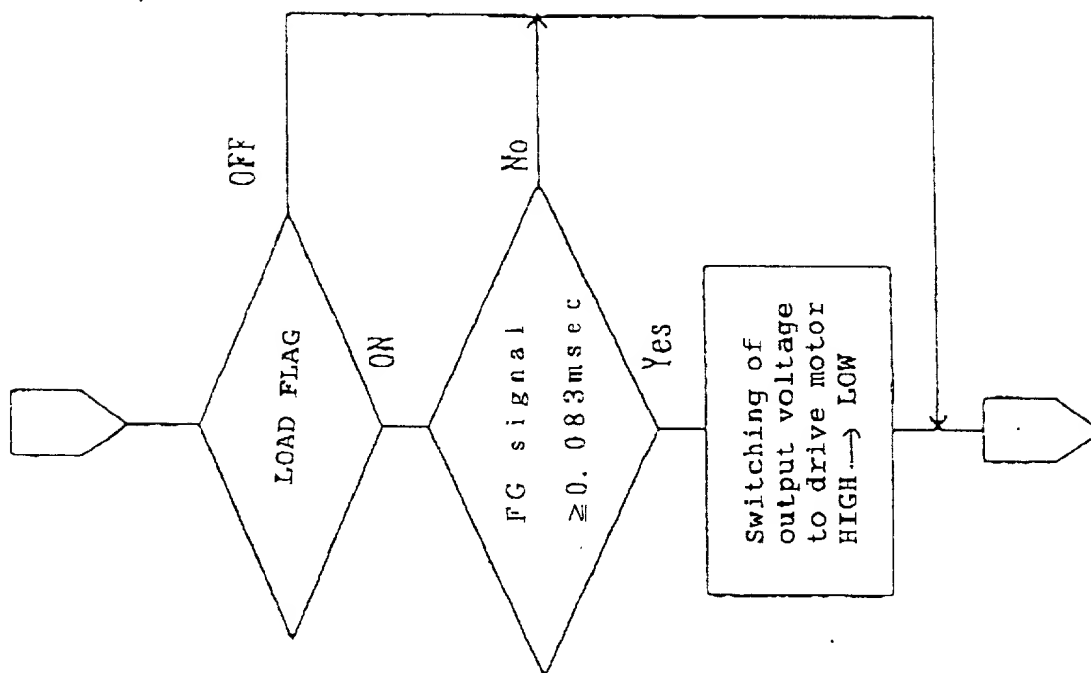 LOAD FLAG
OFF
ON
FG signal
≧0.083msec
No
Yes
Switching of
output voltage
to drive motor
HIGH → LOW